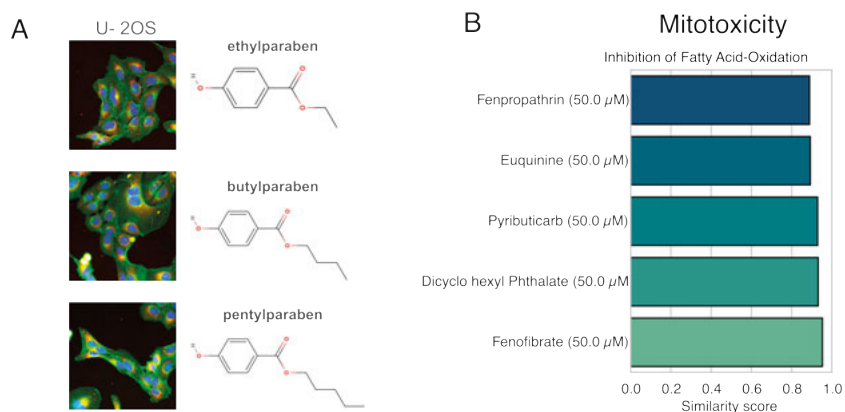 A
U- 2OS
ethylparaben
H
O
O
O
butylparaben
H
O
O
O
pentylparaben
H
O
O
O
B
Mitotoxicity
Inhibition of Fatty Acid-Oxidation
Fenpropathrin (50.0 µM)
Euquinine (50.0 µM)
Pyributicarb (50.0 µM)
Dicyclo hexyl Phthalate (50.0 µM
Fenofibrate (50.0 µM)
0.0 0.2 0.4 0.6 0.8 1.0
Similarity score